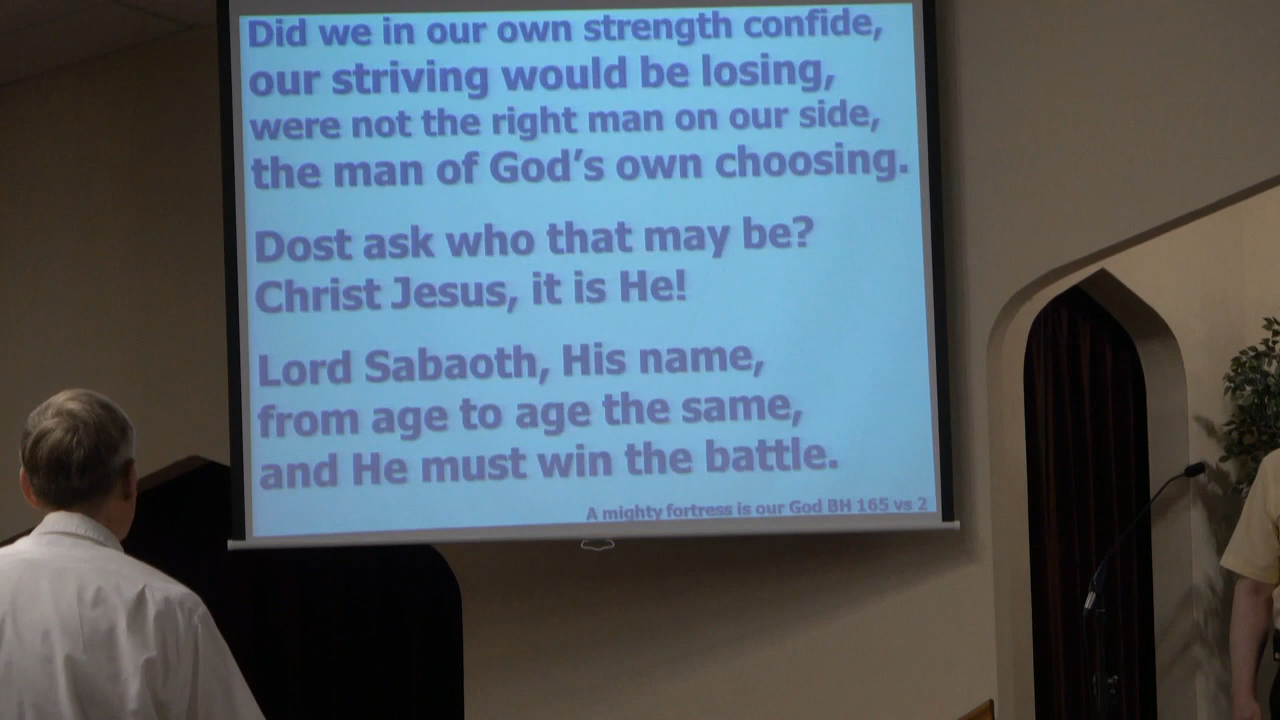 Did we in our own strength confide,
our striving would be losing,
were not the right man on our side,
the man of God's own choosing.
Dost ask who that may be?
Christ Jesus, it is He!
Lord Sabaoth, His name,
from age to age the same,
and He must win the battle.
A mighty fortress is our God BH 165 vs 2